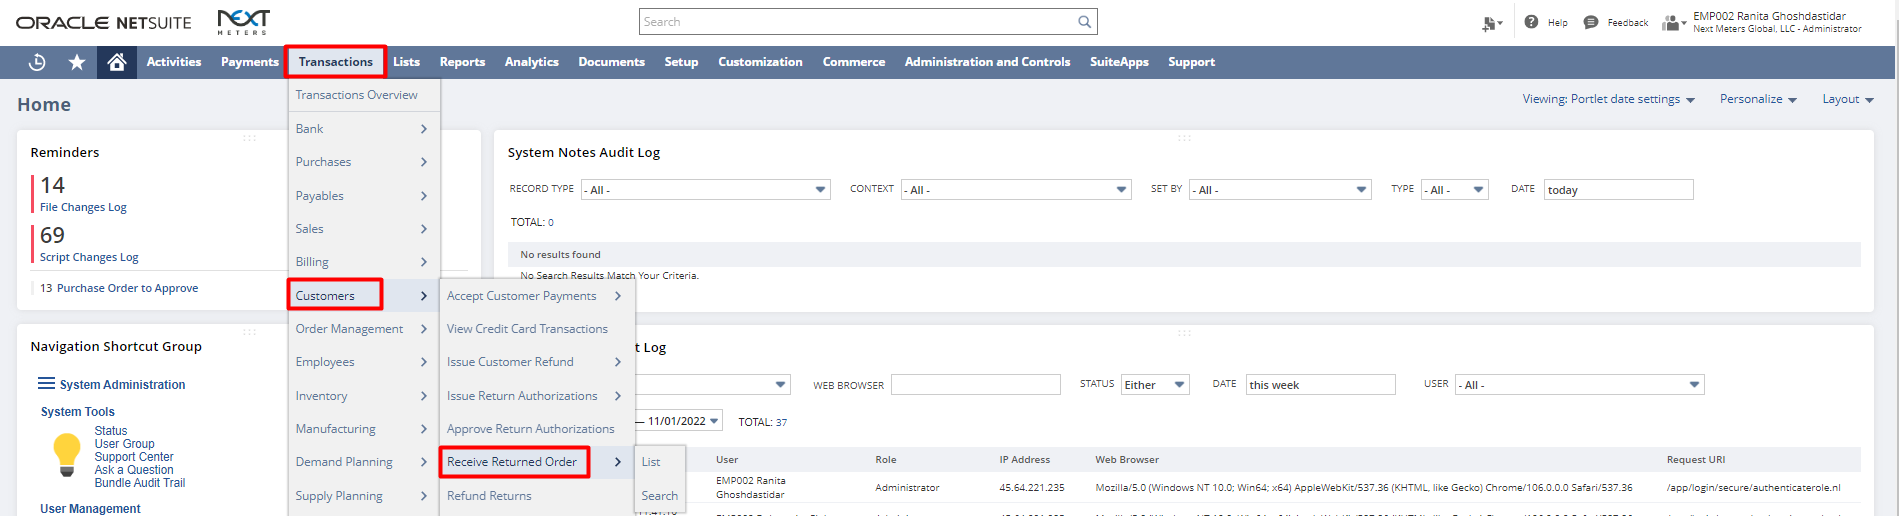 ORACLE NETSUITE
NEXT
METERS
Search
Help
Feedback
EMP002 Ranita Ghoshdastidar
Next Meters Global, LLC - Administrator
Activities Payments Transactions Lists Reports Analytics Documents Setup Customization Commerce Administration and Controls SuiteApps Support
Home
Viewing: Portlet date settings
Personalize
Layout
Transactions Overview
Bank
Purchases
Payables
Sales
Billing
Customers
Order Management
Employees
Inventory
Manufacturing
Demand Planning
Supply Planning
Accept Customer Payments
View Credit Card Transactions
Issue Customer Refund
Issue Return Authorizations
Approve Return Authorizations
Receive Returned Order
Refund Returns
List
Search
Reminders
14
File Changes Log
69
Script Changes Log
13 Purchase Order to Approve
Navigation Shortcut Group
System Administration
System Tools
Status
User Group
Support Center
Ask a Question
Bundle Audit Trail
User Management
System Notes Audit Log
RECORD TYPE - All - CONTEXT - All - SET BY - All - TYPE - All - DATE today
TOTAL: 0
No results found
No Search Results Match Your Criteria.
t Log
WEB BROWSER STATUS Either DATE this week USER - All -
— 11/01/2022 TOTAL: 37
User Role IP Address Web Browser Request URI
EMP002 Ranita
Ghoshdastidar
Administrator 45.64.221.235 Mozilla/5.0 (Windows NT 10.0; Win64; x64) AppleWebKit/537.36 (KHTML, like Gecko) Chrome/106.0.0.0 Safari/537.36 /app/login/secure/authenticaterole.nl